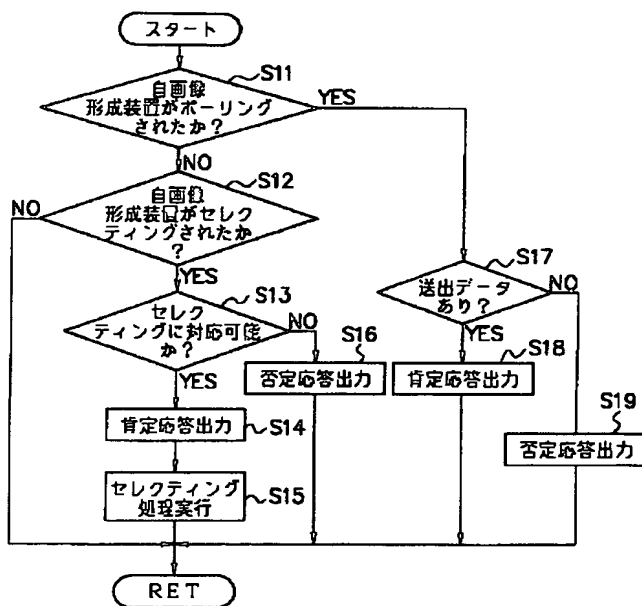 スタート
S11
自画像
形成装置がポーリング
されたか?
YES
NO
S12
NO
自画像
形成装置がセレク
ティングされたか
?
YES
S17
送出データ
あり?
NO
YES
S13
セレク
ティングに対応可能
か?
NO
YES
S16
否定応答出力
S18
肯定応答出力
S19
否定応答出力
肯定応答出力
S14
セレクティング
処理実行
S15
RET